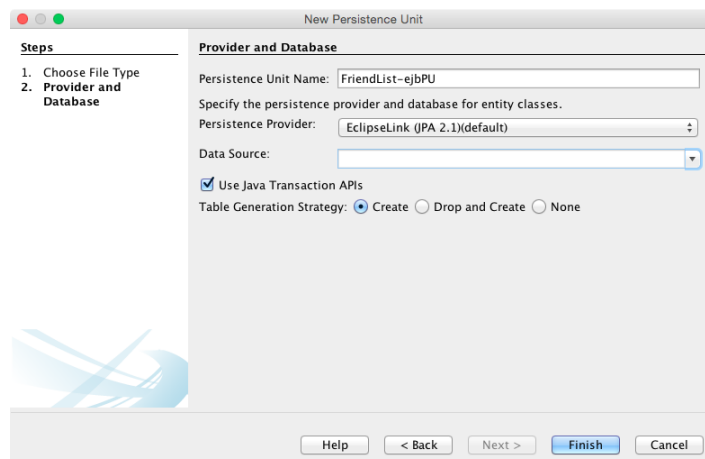 New Persistence Unit
Steps
1. Choose File Type
2. Provider and
Database
Provider and Database
Persistence Unit Name: FriendList-ejbPU
Specify the persistence provider and database for entity classes.
Persistence Provider: EclipseLink (JPA 2.1)(default)
Data Source:
Use Java Transaction APIs
Table Generation Strategy: Create Drop and Create None
Help < Back Next > Finish Cancel